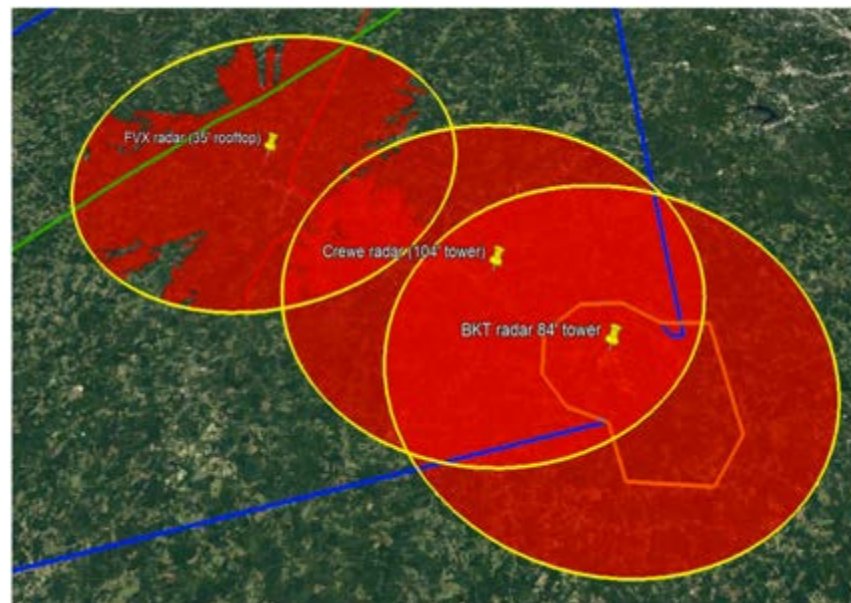 FVX radar (35' rooftop)
Crewe radar (104' tower)
BKT radar 84' tower